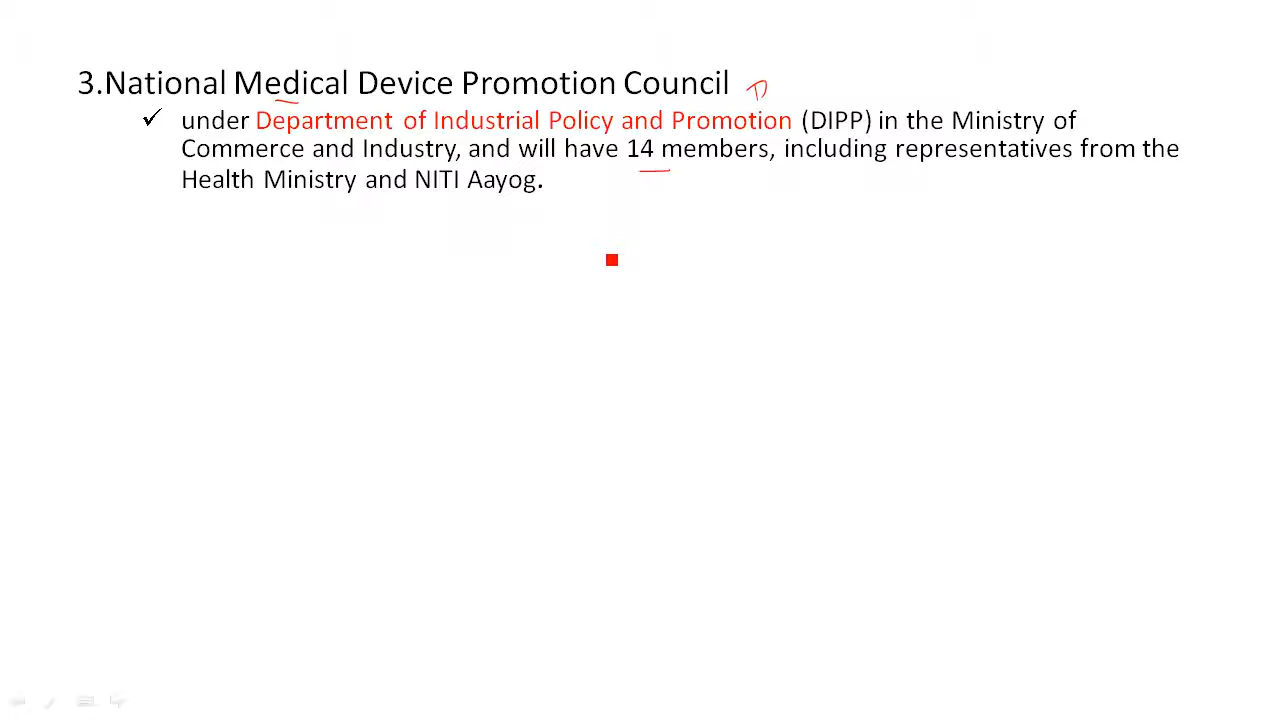 3.National Medical Device Promotion Council
✓ under Department of Industrial Policy and Promotion (DIPP) in the Ministry of
Commerce and Industry, and will have 14 members, including representatives from the
Health Ministry and NITI Aayog.